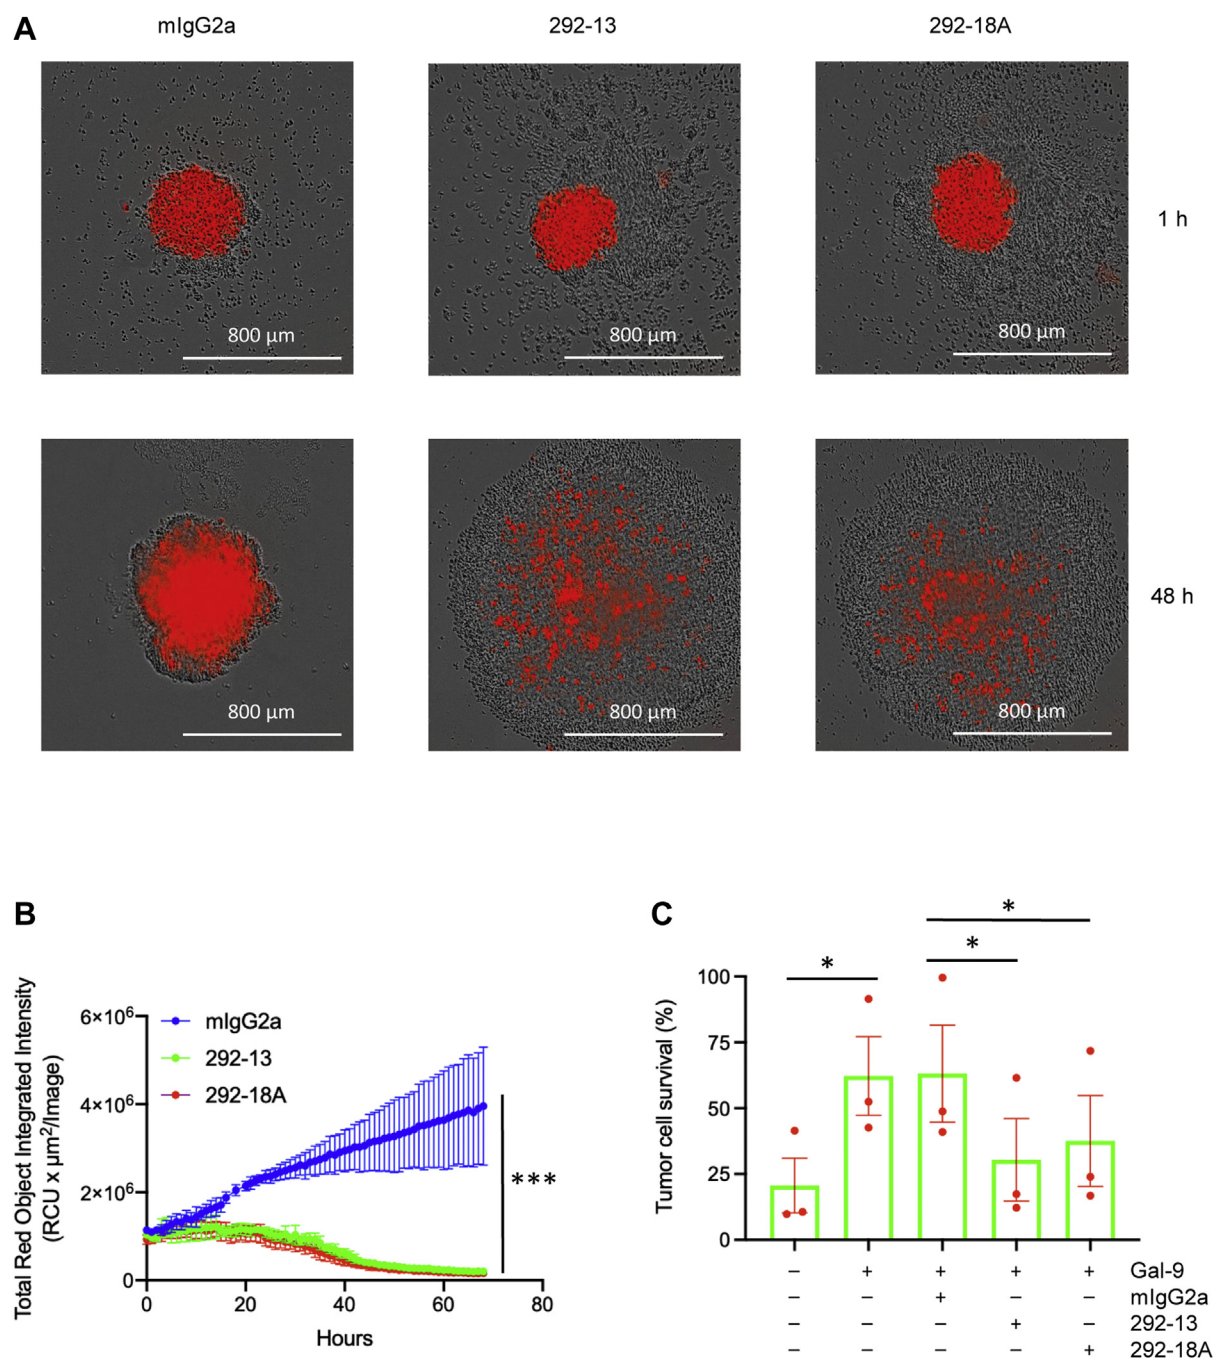 A
mIgG2a 292-13 292-18A
800 µm 800 µm 800 µm
1 h
800 µm 800 µm 800 µm
48 h
B
Total Red Object Integrated Intensity
(RCU x µm²/Image)
6×10⁶
4×10⁶
2×10⁶
0
mIgG2a
292-13
292-18A
***
0 20 40 60 80
Hours
C
Tumor cell survival (%)
100
75
50
25
0
*
*
*
– + + + + Gal-9
– – + – – mIgG2a
– – – + – 292-13
– – – – + 292-18A